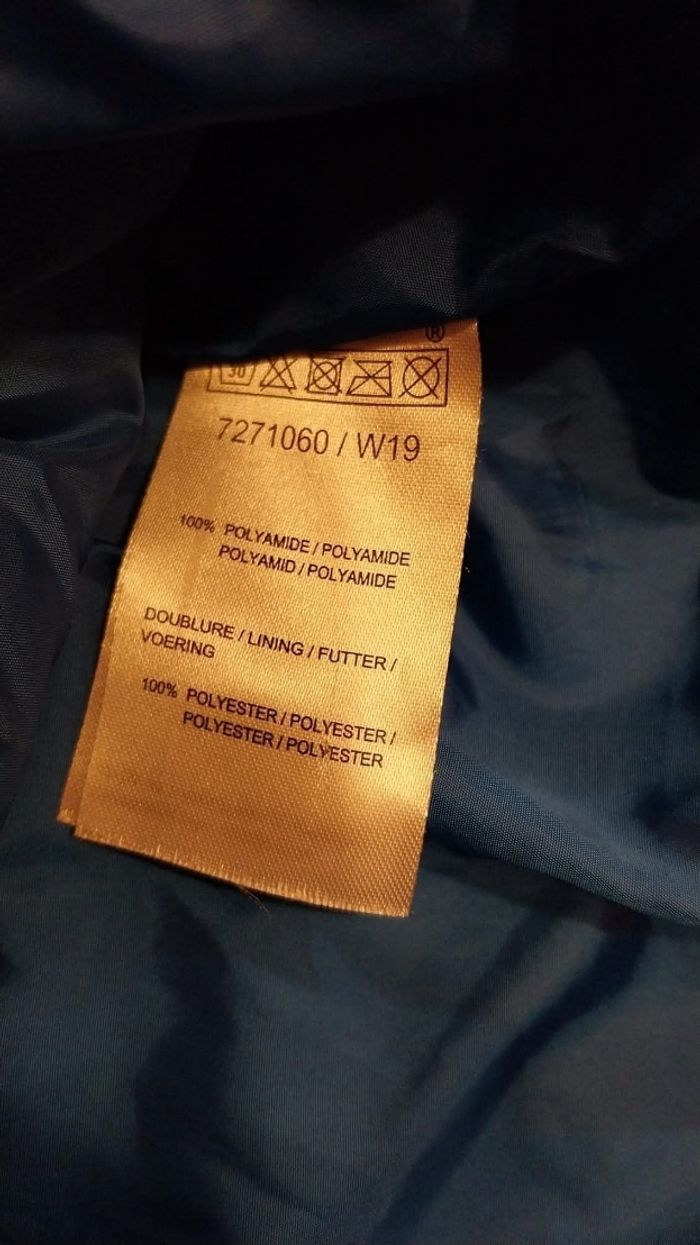 ®
30
7271060 / W19
100% POLYAMIDE / POLYAMIDE
POLYAMID / POLYAMIDE
DOUBLURE / LINING / FUTTER /
VOERING
100% POLYESTER / POLYESTER /
POLYESTER / POLYESTER